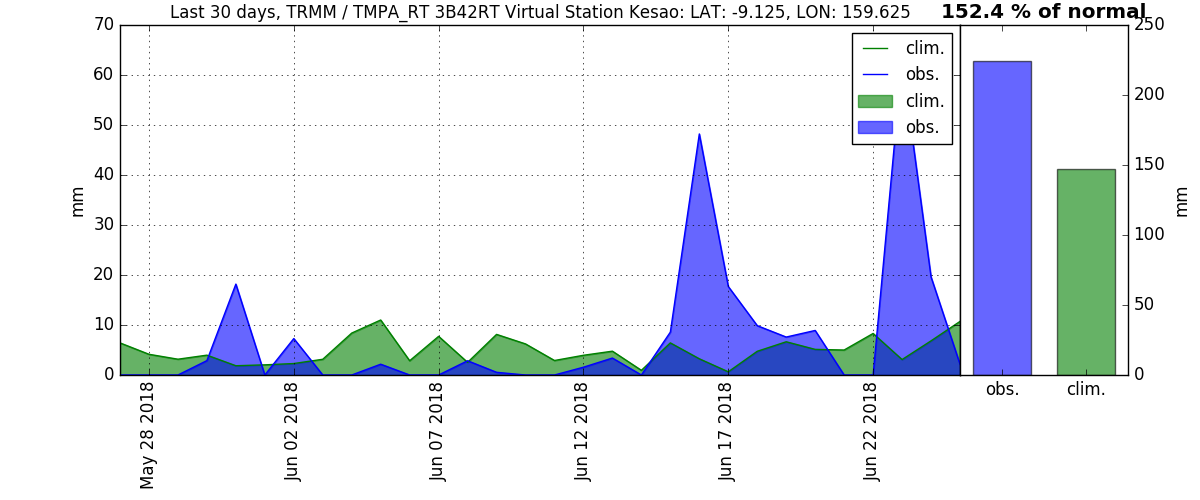 Last 30 days, TRMM / TMPA_RT 3B42RT Virtual Station Kesao: LAT: -9.125, LON: 159.625
152.4 % of normal
70
60
50
40
30
20
10
0
mm
clim.
obs.
clim.
obs.
May 28 2018
Jun 02 2018
Jun 07 2018
Jun 12 2018
Jun 17 2018
Jun 22 2018
250
200
150
100
50
0
mm
obs.
clim.